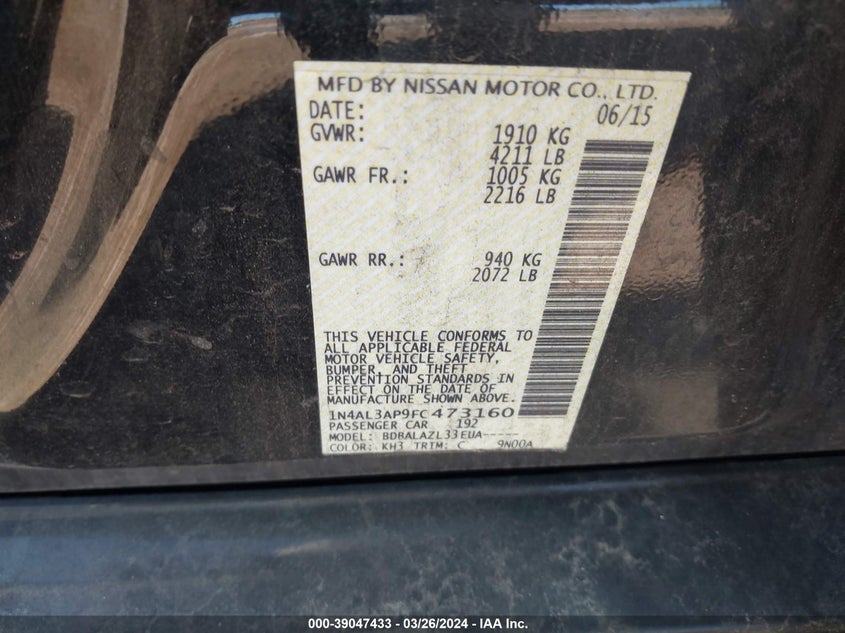 MFD BY NISSAN MOTOR CO., LTD.
DATE: 06/15
GVWR: 1910 KG
4211 LB
GAWR FR.: 1005 KG
2216 LB
GAWR RR.: 940 KG
2072 LB
THIS VEHICLE CONFORMS TO
ALL APPLICABLE FEDERAL
MOTOR VEHICLE SAFETY,
BUMPER, AND THEFT
PREVENTION STANDARDS IN
EFFECT ON THE DATE OF
MANUFACTURE SHOWN ABOVE.
1N4AL3AP9FC473160
PASSENGER CAR 192
MODEL: BDBALAZL33EUA-----
COLOR: KH3 TRIM: C 9N00A
000-39047433 / 03/26/2024 - IAA Inc.